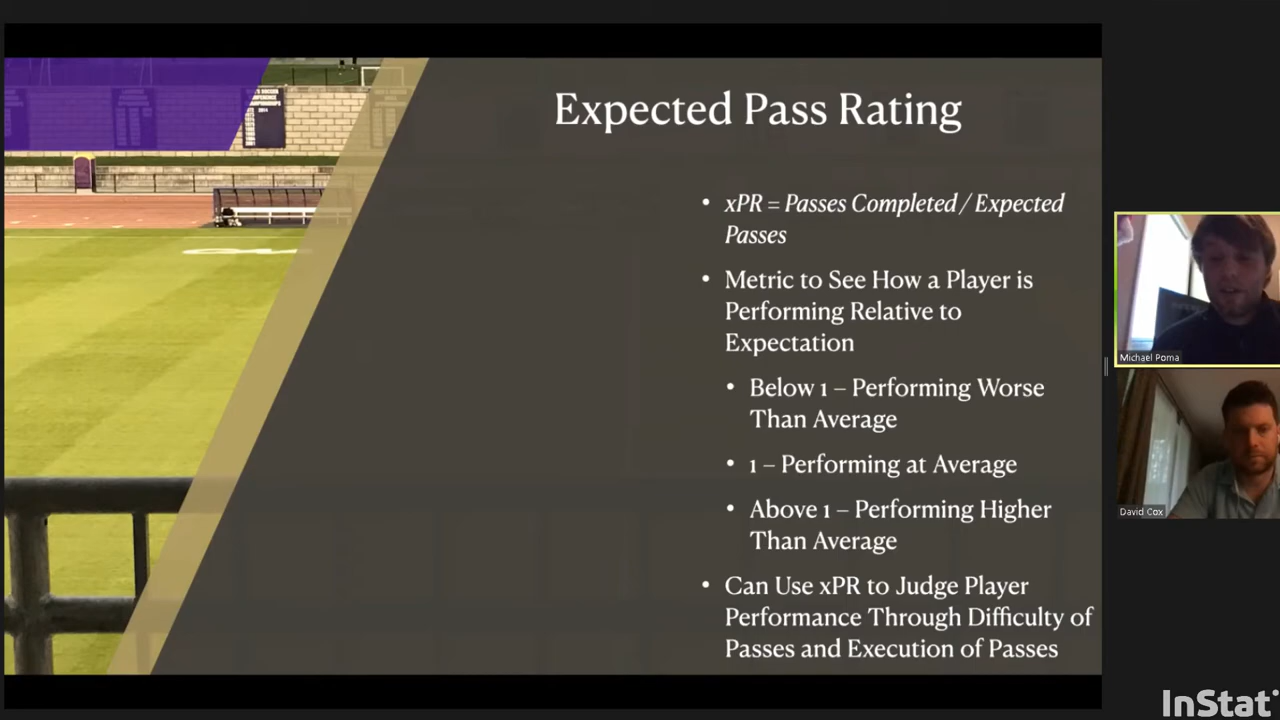 Expected Pass Rating
• xPR = Passes Completed / Expected
Passes
• Metric to See How a Player is
Performing Relative to
Expectation
• Below 1 – Performing Worse
Than Average
• 1 – Performing at Average
• Above 1 – Performing Higher
Than Average
• Can Use xPR to Judge Player
Performance Through Difficulty of
Passes and Execution of Passes
Michael Poma
David Cox
InStat